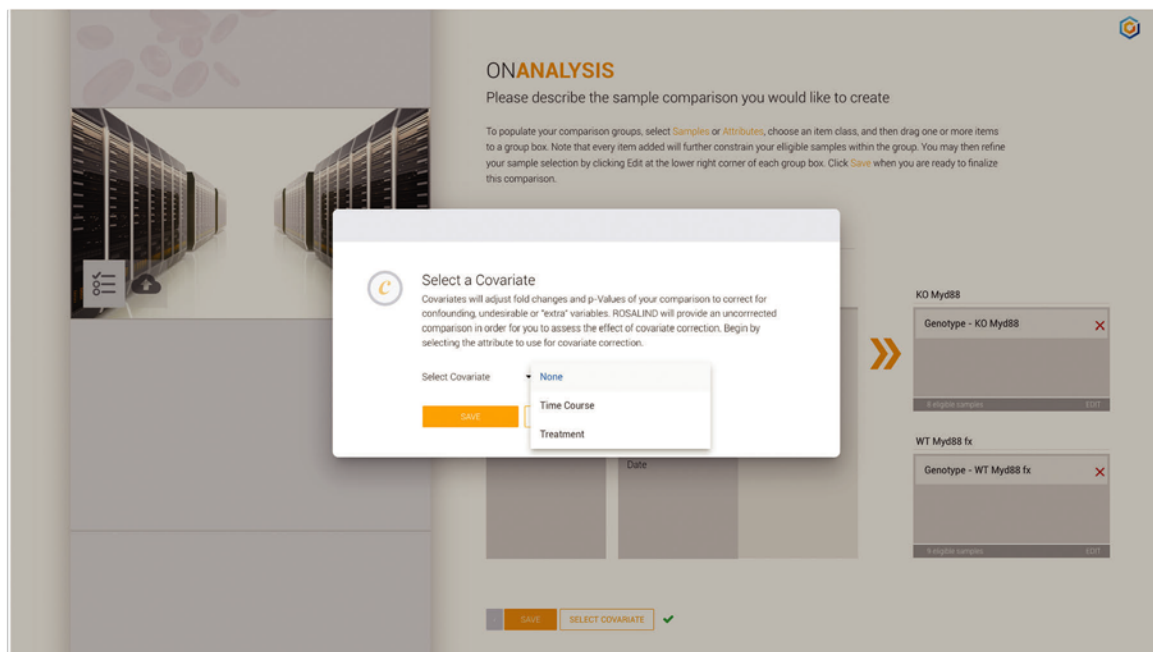 ONANALYSIS
Please describe the sample comparison you would like to create
To populate your comparison groups, select Samples or Attributes, choose an item class, and then drag one or more items
to a group box. Note that every item added will further constrain your elligible samples within the group. You may then refine
your sample selection by clicking Edit at the lower right corner of each group box. Click Save when you are ready to finalize
this comparison.
C
Select a Covariate
Covariates will adjust fold changes and p-Values of your comparison to correct for
confounding, undesirable or "extra" variables. ROSALIND will provide an uncorrrected
comparison in order for you to assess the effect of covariate correction. Begin by
selecting the attribute to use for covariate correction.
Select Covariate
None
Time Course
Treatment
SAVE
Date
KO Myd88
Genotype - KO Myd88
8 eligible samples EDIT
WT Myd88 fx
Genotype - WT Myd88 fx
9 eligible samples EDIT
SAVE SELECT COVARIATE